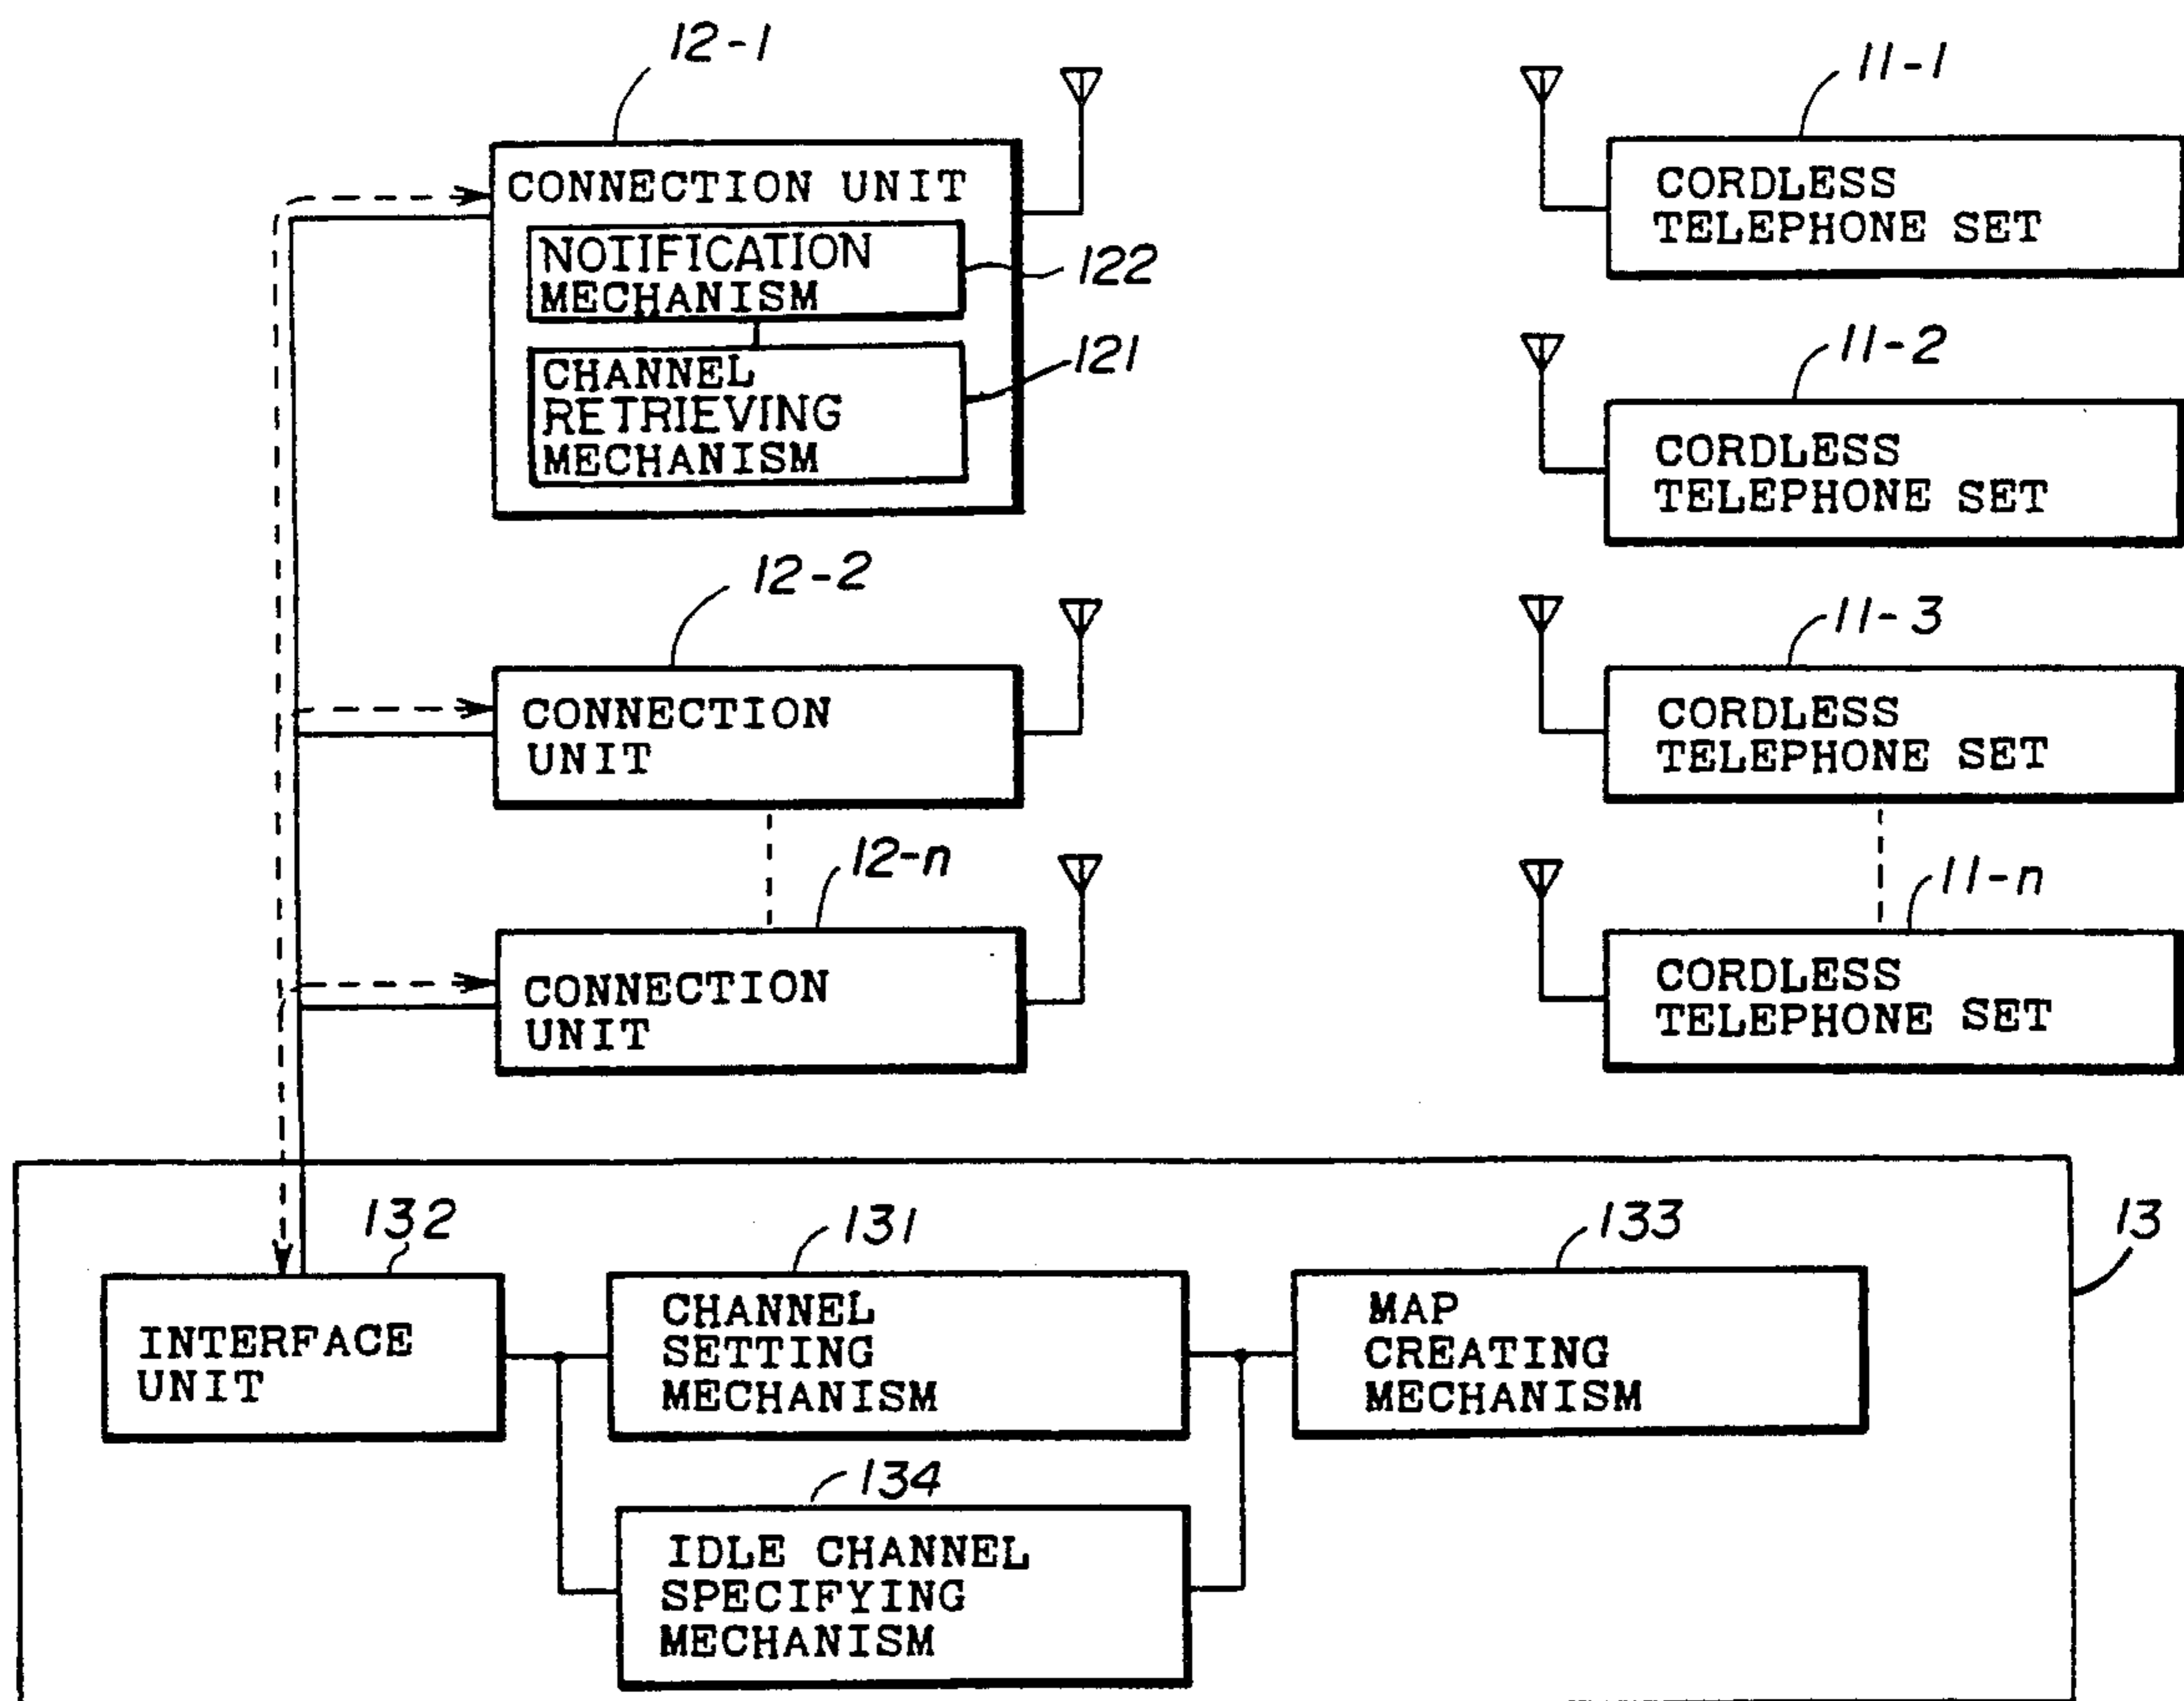 12-1
11-1
CONNECTION UNIT
NOTIFICATION
MECHANISM
122
CHANNEL
RETRIEVING
MECHANISM
121
CORDLESS
TELEPHONE SET
11-2
CORDLESS
TELEPHONE SET
12-2
CONNECTION
UNIT
11-3
CORDLESS
TELEPHONE SET
12-n
CONNECTION
UNIT
11-n
CORDLESS
TELEPHONE SET
13
132
INTERFACE
UNIT
131
CHANNEL
SETTING
MECHANISM
133
MAP
CREATING
MECHANISM
134
IDLE CHANNEL
SPECIFYING
MECHANISM